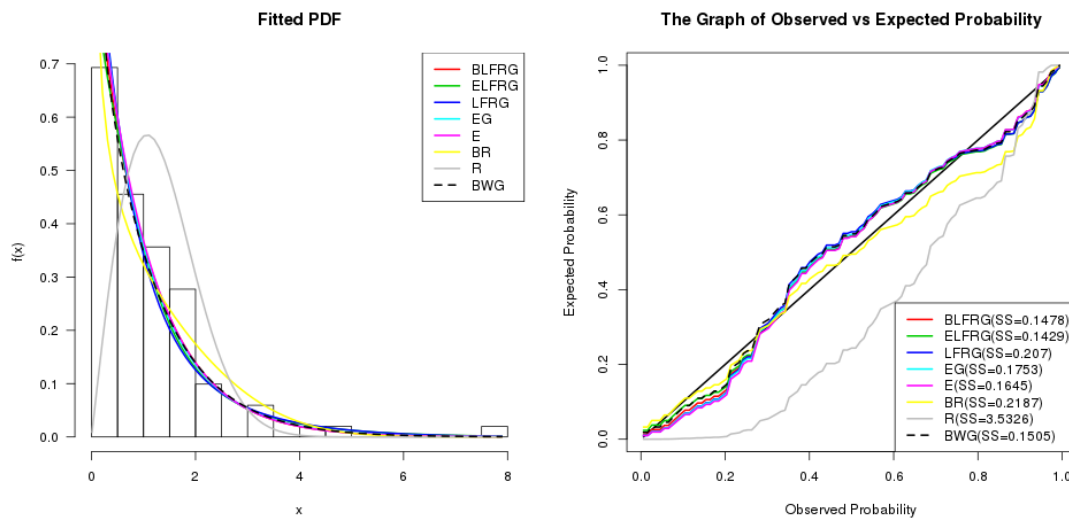 Fitted PDF
f(x)
0.7
0.6
0.5
0.4
0.3
0.2
0.1
0.0
BLFRG
ELFRG
LFRG
EG
E
BR
R
BWG
0 2 4 6 8
x
The Graph of Observed vs Expected Probability
Expected Probability
1.0
0.8
0.6
0.4
0.2
0.0
BLFRG(SS=0.1478)
ELFRG(SS=0.1429)
LFRG(SS=0.207)
EG(SS=0.1753)
E(SS=0.1645)
BR(SS=0.2187)
R(SS=3.5326)
BWG(SS=0.1505)
0.0 0.2 0.4 0.6 0.8 1.0
Observed Probability